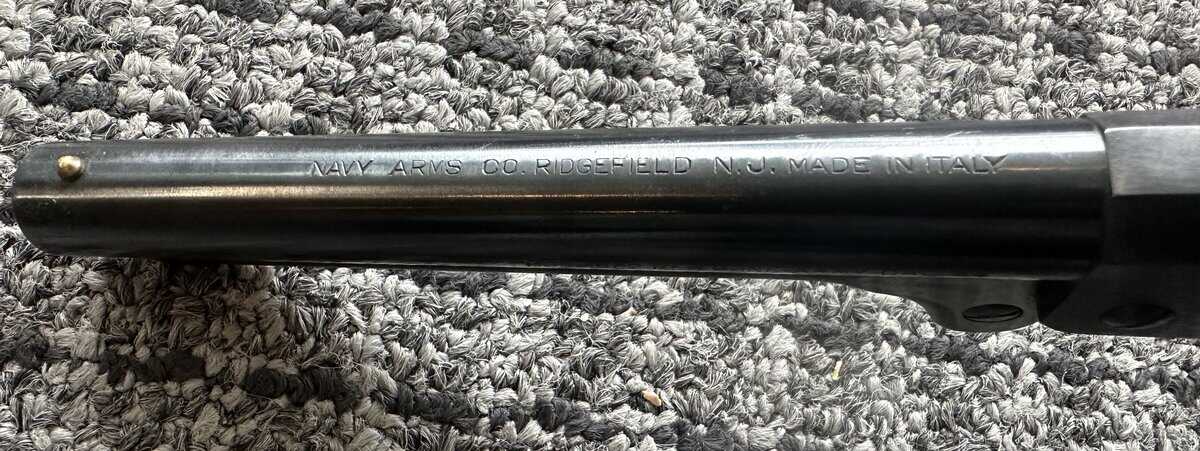 NAVY ARMS CO. RIDGEFIELD N.J. MADE IN ITALY